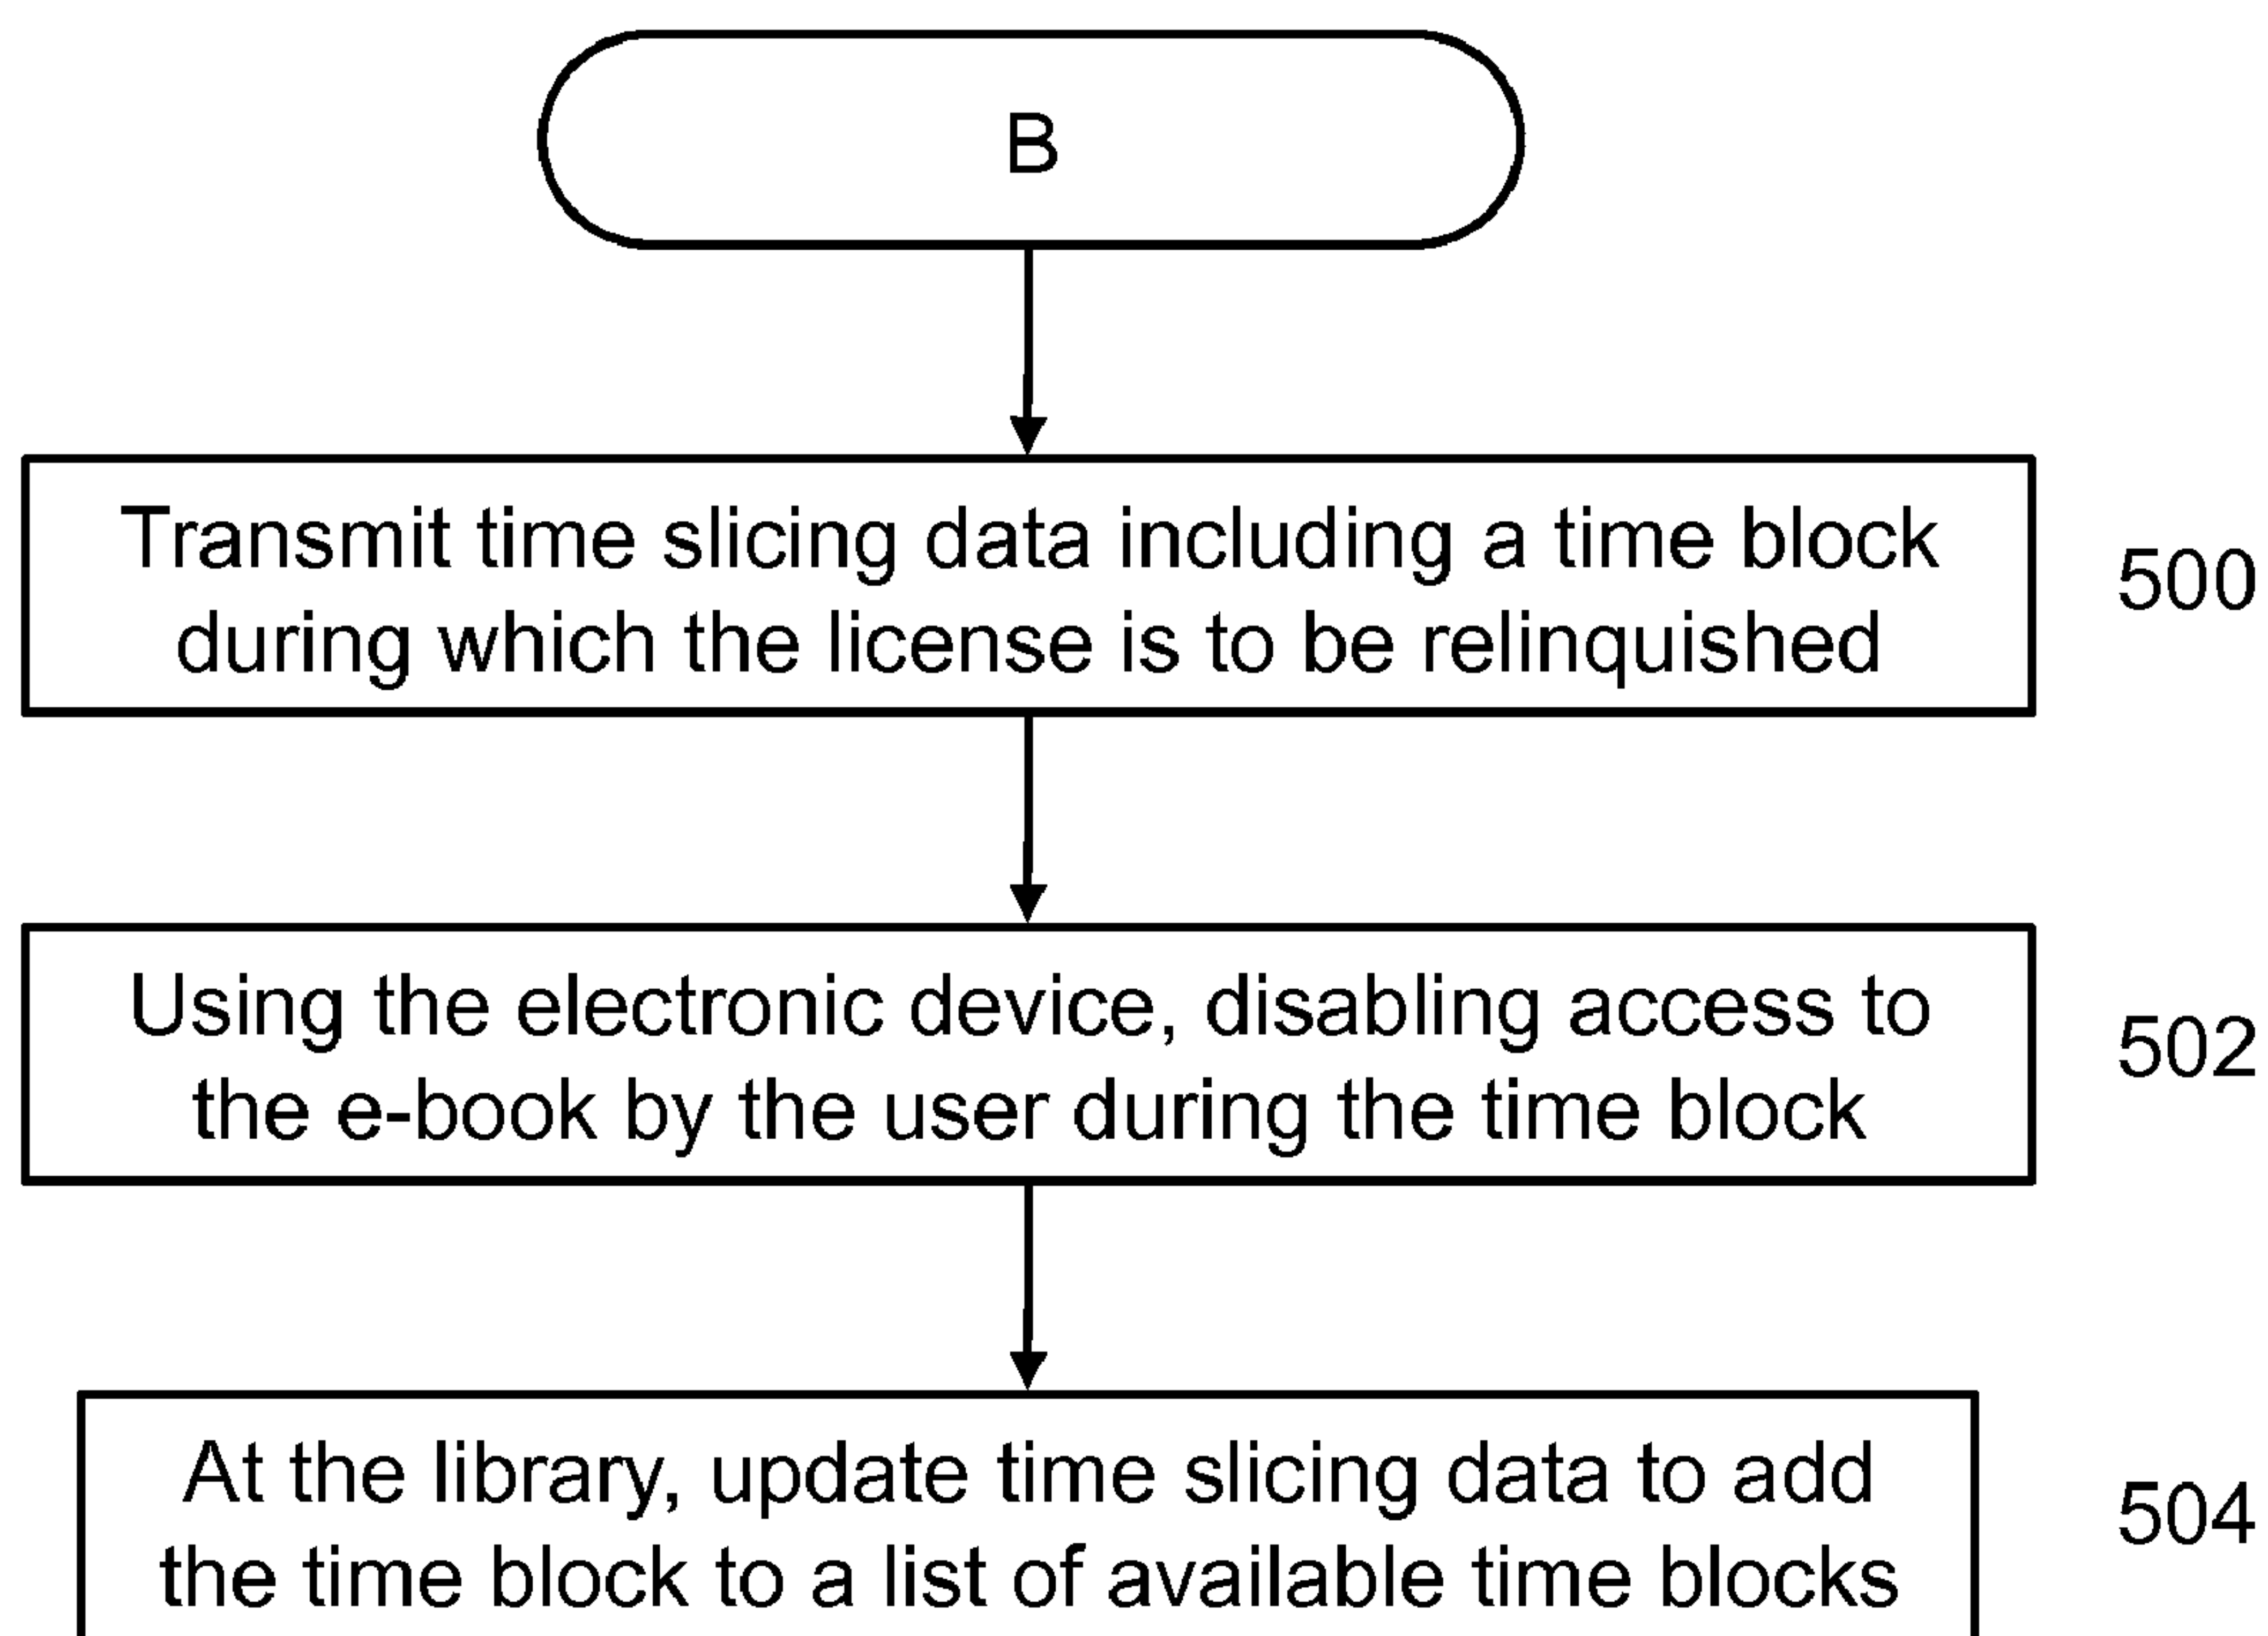 B
Transmit time slicing data including a time block
during which the license is to be relinquished
500
Using the electronic device, disabling access to
the e-book by the user during the time block
502
At the library, update time slicing data to add
the time block to a list of available time blocks
504